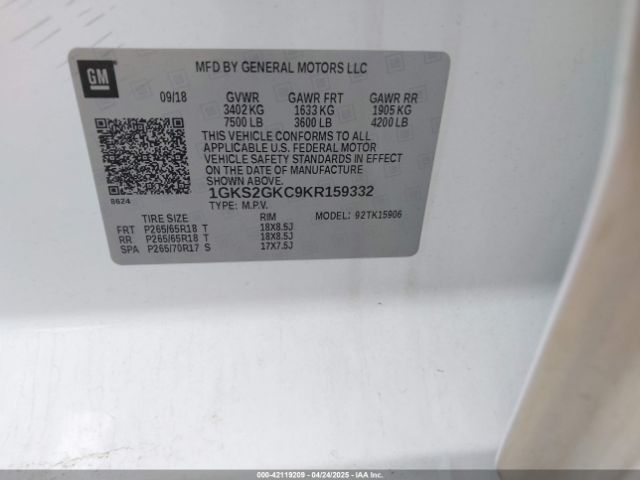 GM
MFD BY GENERAL MOTORS LLC
09/18 GVWR GAWR FRT GAWR RR
3402 KG 1633 KG 1905 KG
7500 LB 3600 LB 4200 LB
THIS VEHICLE CONFORMS TO ALL
APPLICABLE U.S. FEDERAL MOTOR
VEHICLE SAFETY STANDARDS IN EFFECT
ON THE DATE OF MANUFACTURE
SHOWN ABOVE.
8624
1GKS2GKC9KR159332
TYPE: M.P.V. MODEL: 92TK15906
TIRE SIZE RIM
FRT P265/65R18 T 18X8.5J
RR P265/65R18 T 18X8.5J
SPA P265/70R17 S 17X7.5J
000-42119209 - 04/24/2025 - IAAI.COM